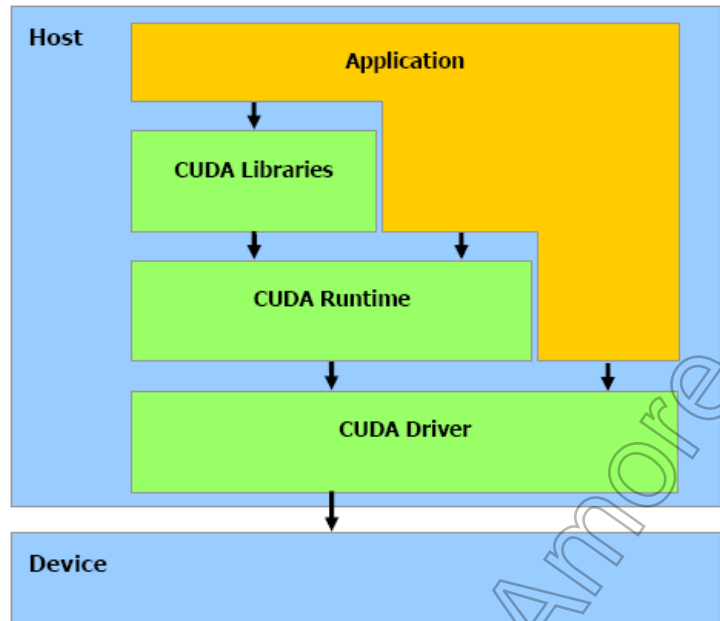 Host
Application
CUDA Libraries
CUDA Runtime
CUDA Driver
Device
Amore